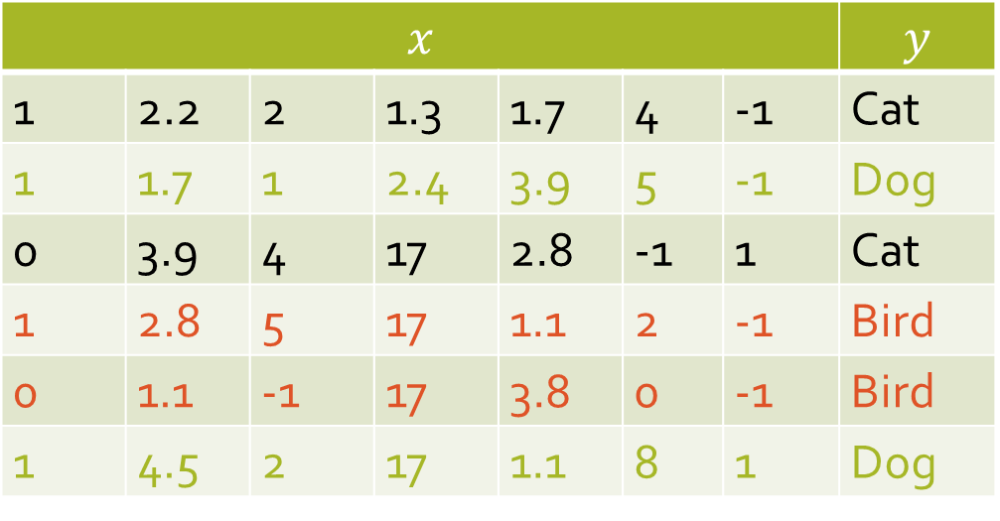 x y
1 2.2 2 1.3 1.7 4 -1 Cat
1 1.7 1 2.4 3.9 5 -1 Dog
0 3.9 4 17 2.8 -1 1 Cat
1 2.8 5 17 1.1 2 -1 Bird
0 1.1 -1 17 3.8 0 -1 Bird
1 4.5 2 17 1.1 8 1 Dog